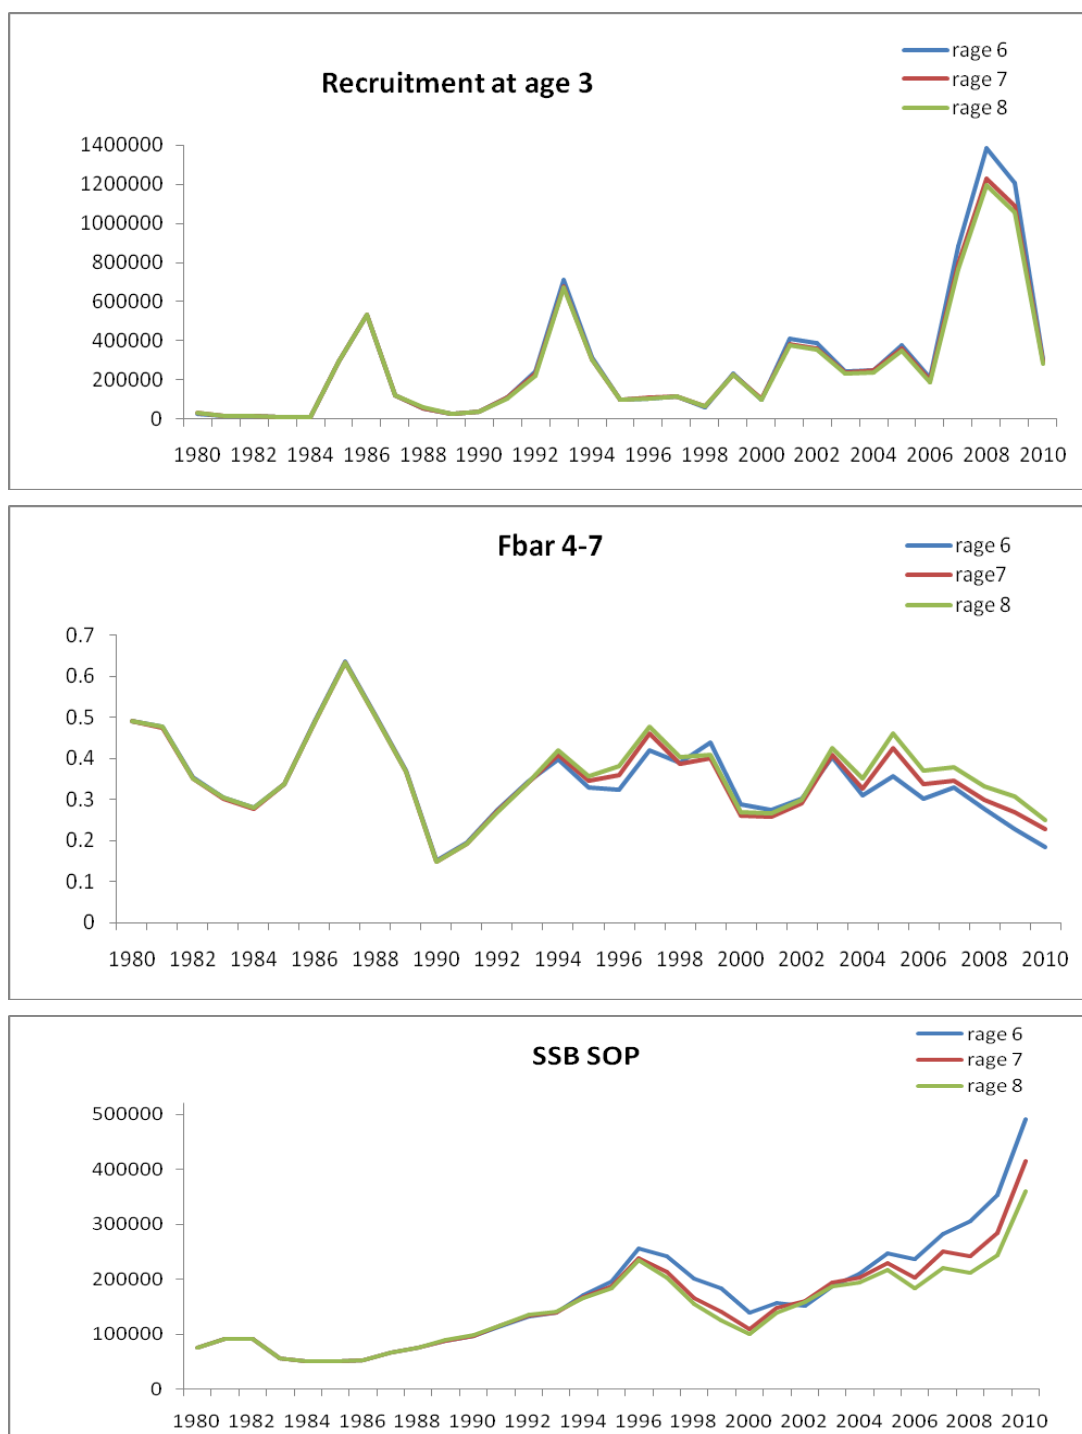 Recruitment at age 3
rage 6
rage 7
rage 8
1400000
1200000
1000000
800000
600000
400000
200000
0
1980 1982 1984 1986 1988 1990 1992 1994 1996 1998 2000 2002 2004 2006 2008 2010
Fbar 4-7
rage 6
rage7
rage 8
0.7
0.6
0.5
0.4
0.3
0.2
0.1
0
1980 1982 1984 1986 1988 1990 1992 1994 1996 1998 2000 2002 2004 2006 2008 2010
SSB SOP
rage 6
rage 7
rage 8
500000
400000
300000
200000
100000
0
1980 1982 1984 1986 1988 1990 1992 1994 1996 1998 2000 2002 2004 2006 2008 2010